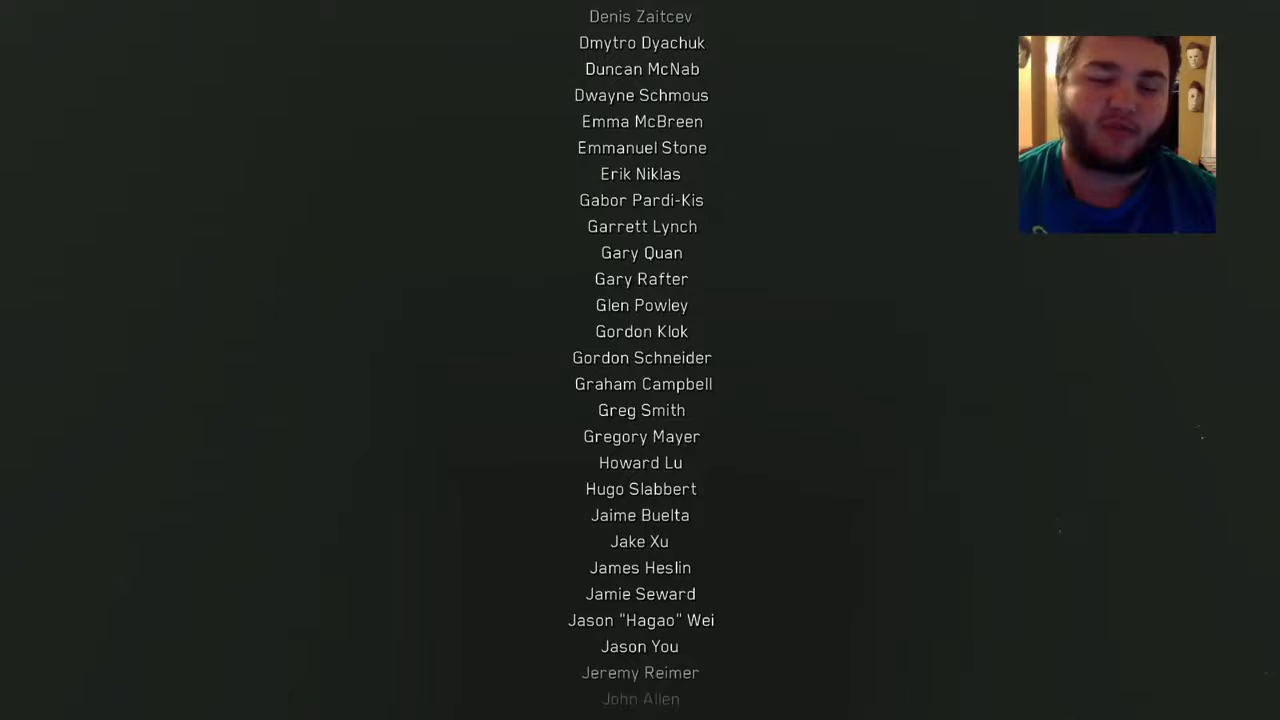 Denis Zaitcev
Dmytro Dyachuk
Duncan McNab
Dwayne Schmous
Emma McBreen
Emmanuel Stone
Erik Niklas
Gabor Pardi-Kis
Garrett Lynch
Gary Quan
Gary Rafter
Glen Powley
Gordon Klok
Gordon Schneider
Graham Campbell
Greg Smith
Gregory Mayer
Howard Lu
Hugo Slabbert
Jaime Buelta
Jake Xu
James Heslin
Jamie Seward
Jason "Hagao" Wei
Jason You
Jeremy Reimer
John Allen